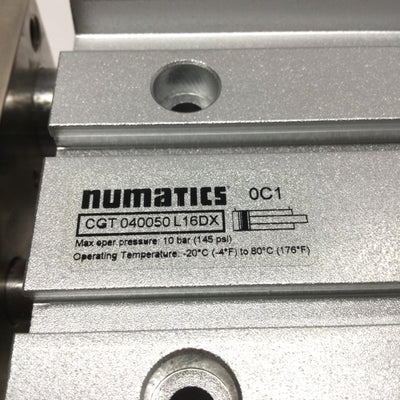 numatics 0C1
CGT 040050 L16DX
Max oper.pressure: 10 bar (145 psi)
Operating Temperature: -20°C (-4°F) to 80°C (176°F)